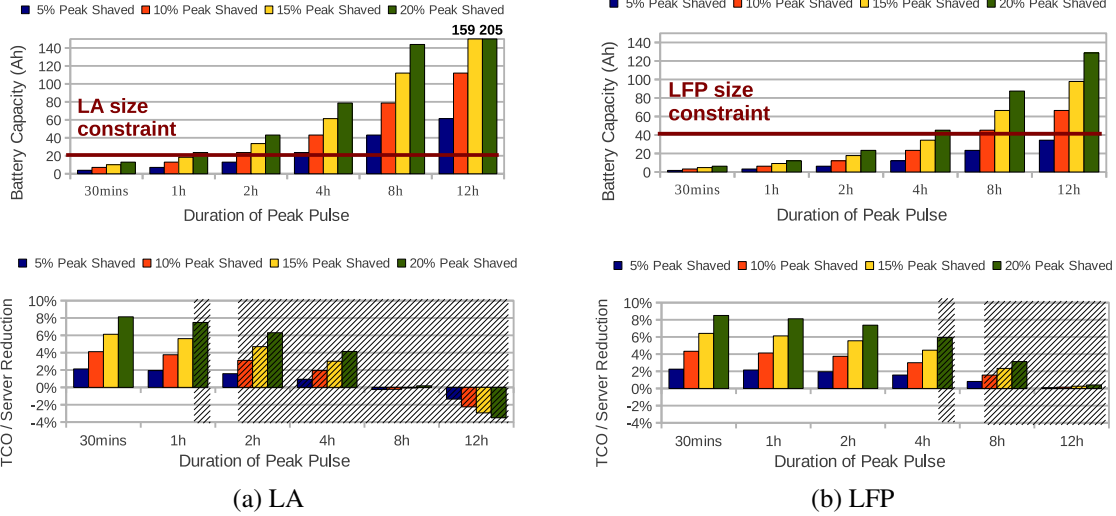 5% Peak Shaved 10% Peak Shaved 15% Peak Shaved 20% Peak Shaved
159 205
Battery Capacity (Ah)
140
120
100
80
60
40
20
0
LA size
constraint
30mins 1h 2h 4h 8h 12h
Duration of Peak Pulse
5% Peak Shaved 10% Peak Shaved 15% Peak Shaved 20% Peak Shaved
TCO / Server Reduction
10%
8%
6%
4%
2%
0%
-2%
-4%
30mins 1h 2h 4h 8h 12h
Duration of Peak Pulse
(a) LA
5% Peak Shaved 10% Peak Shaved 15% Peak Shaved 20% Peak Shaved
Battery Capacity (Ah)
140
120
100
80
60
40
20
0
LFP size
constraint
30mins 1h 2h 4h 8h 12h
Duration of Peak Pulse
5% Peak Shaved 10% Peak Shaved 15% Peak Shaved 20% Peak Shaved
TCO / Server Reduction
10%
8%
6%
4%
2%
0%
-2%
-4%
30mins 1h 2h 4h 8h 12h
Duration of Peak Pulse
(b) LFP